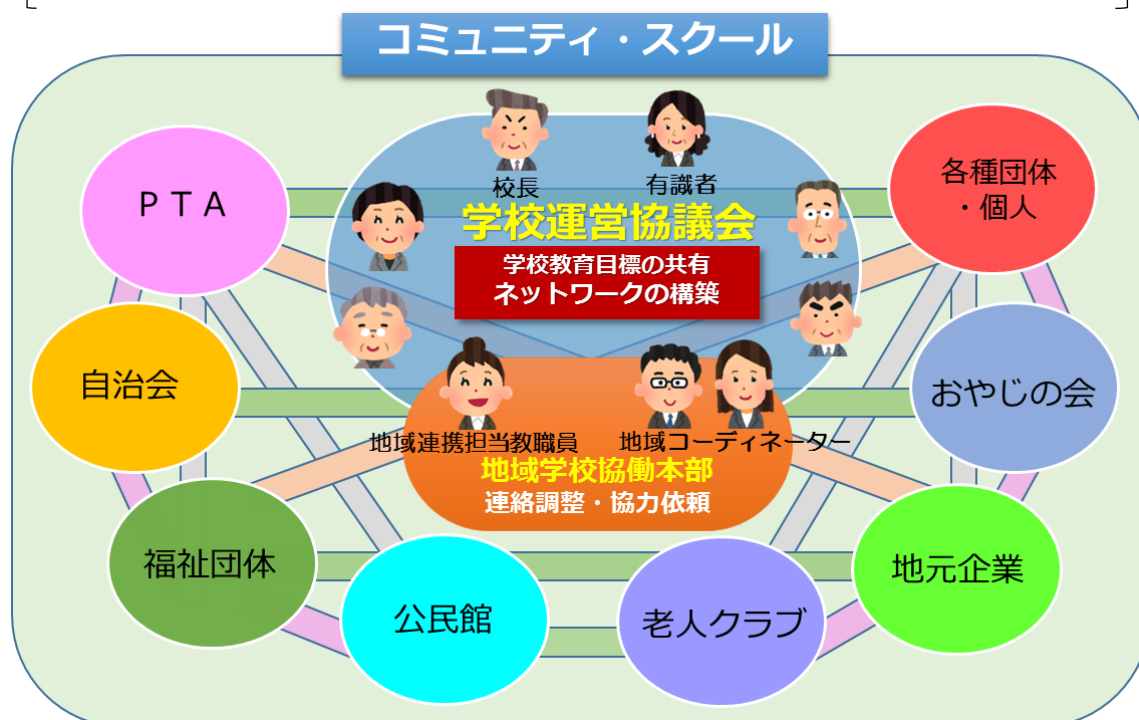 コミュニティ・スクール
校長
有識者
学校運営協議会
学校教育目標の共有
ネットワークの構築
PTA
各種団体
・個人
自治会
おやじの会
地域連携担当教職員
地域コーディネーター
地域学校協働本部
連絡調整・協力依頼
福祉団体
地元企業
公民館
老人クラブ